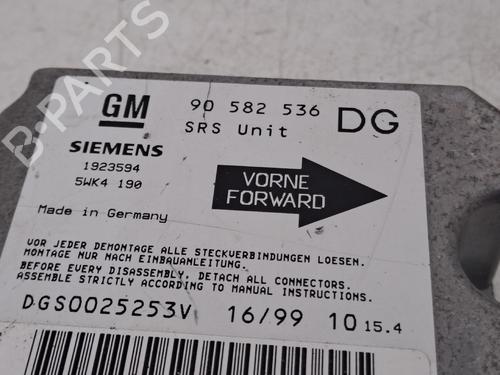 B-PARTS
GM 90 582 536 DG
SRS Unit
SIEMENS
1923594
5WK4 190
VORNE
FORWARD
Made in Germany
VOR JEDER DEMONTAGE ALLE STECKVERBINDUNGEN LOESEN.
MONTAGE NUR NACH EINBAUANLEITUNG.
BEFORE EVERY DISASSEMBLY, DETACH ALL CONNECTORS.
ASSEMBLE STRICTLY ACCORDING TO MANUAL INSTRUCTIONS.
DGS0025253V 16/99 10 15.4